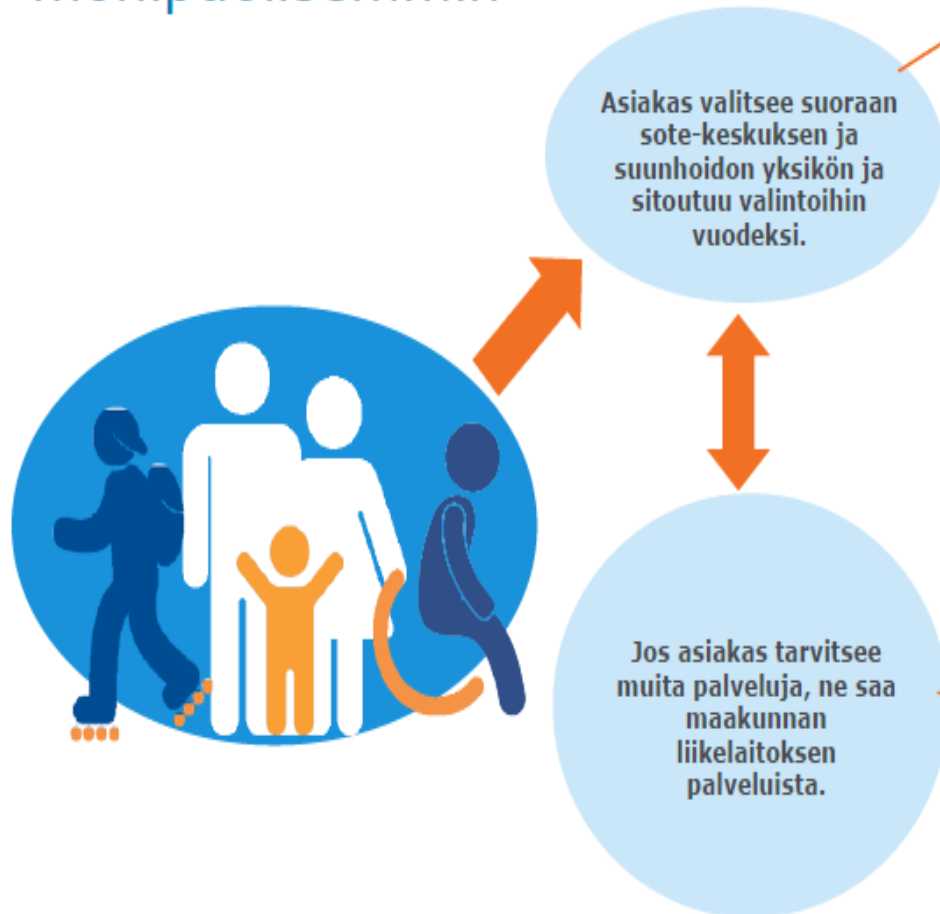 monipuolisemmin
Asiakas valitsee suoraan
sote-keskuksen ja
suunhoidon yksikön ja
sitoutuu valintoihin
vuodeksi.
Jos asiakas tarvitsee
muita palveluja, ne saa
maakunnan
liikelaitoksen
palveluista.